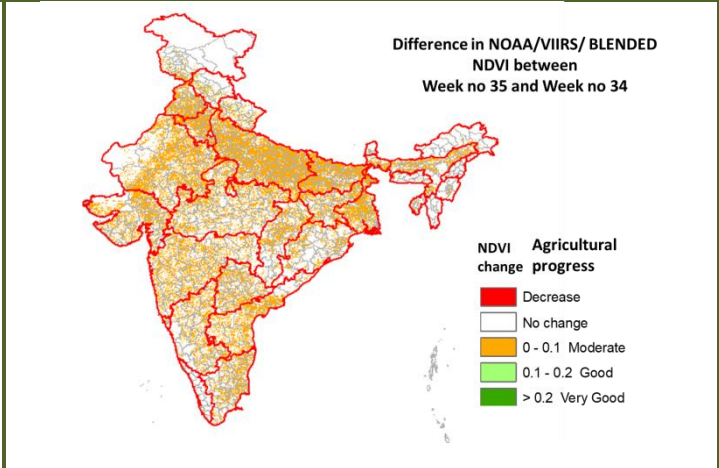 Difference in NOAA/VIIRS/ BLENDED
NDVI between
Week no 35 and Week no 34
NDVI change
Agricultural progress
Decrease
No change
0 - 0.1 Moderate
0.1 - 0.2 Good
> 0.2 Very Good